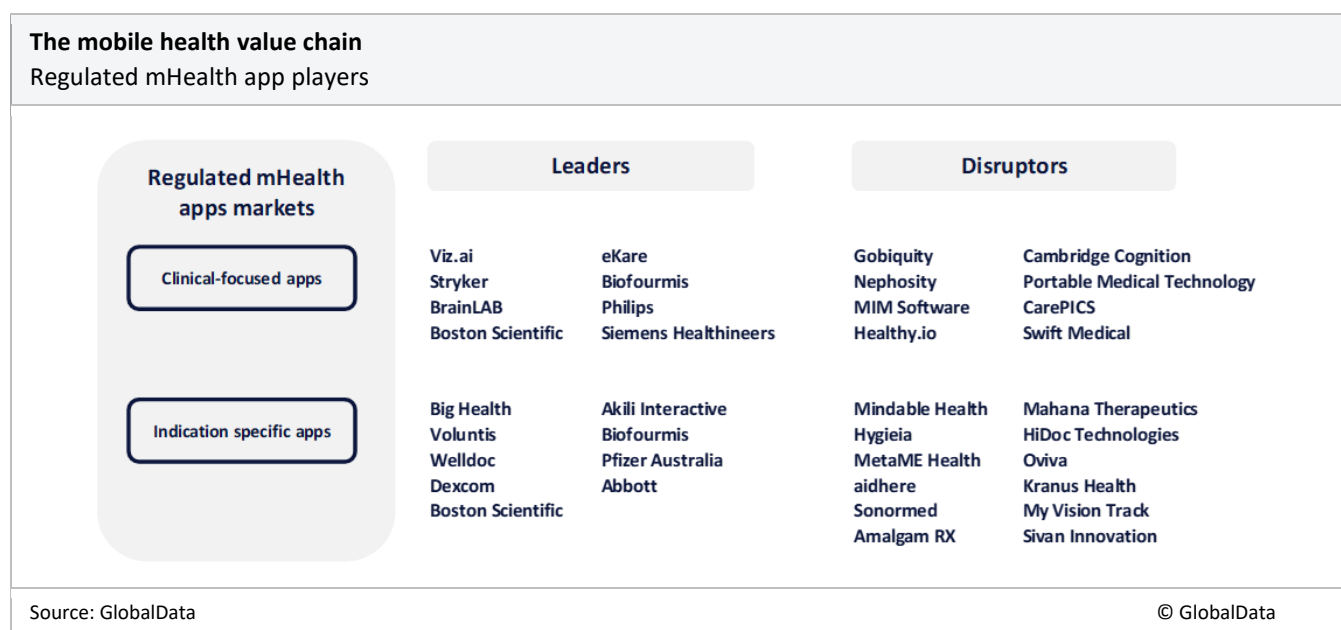 The mobile health value chain
Regulated mHealth app players
Regulated mHealth
apps markets
Leaders
Disruptors
Clinical-focused apps
Viz.ai
Stryker
BrainLAB
Boston Scientific
eKare
Biofourmis
Philips
Siemens Healthineers
Gobiquity
Nephosity
MIM Software
Healthy.io
Cambridge Cognition
Portable Medical Technology
CarePICS
Swift Medical
Indication specific apps
Big Health
Voluntis
Welldoc
Dexcom
Boston Scientific
Akili Interactive
Biofourmis
Pfizer Australia
Abbott
Mindable Health
Hygieia
MetaME Health
aidhere
Sonormed
Amalgam RX
Mahana Therapeutics
HiDoc Technologies
Oviva
Kranus Health
My Vision Track
Sivan Innovation
Source: GlobalData
© GlobalData